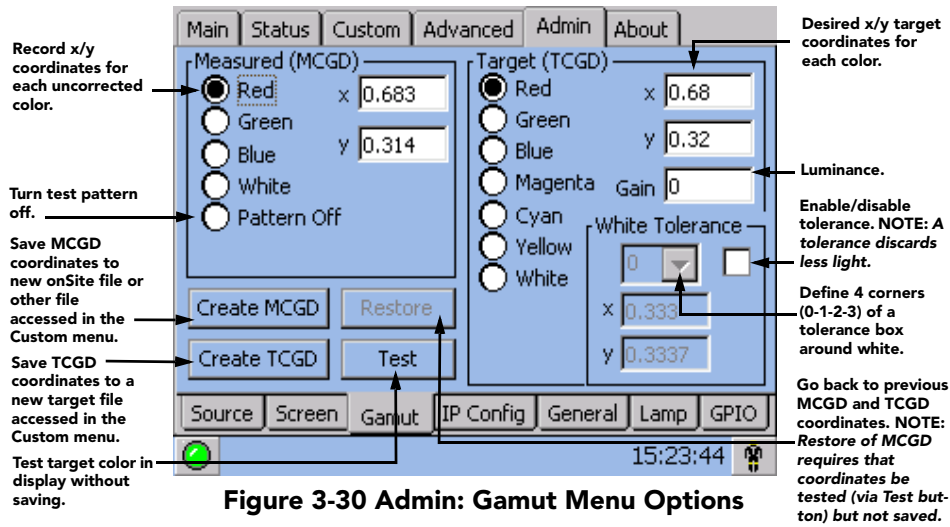 Record x/y
coordinates for
each uncorrected
color.
Turn test pattern
off.
Save MCGD
coordinates to
new onSite file or
other file
accessed in the
Custom menu.
Save TCGD
coordinates to a
new target file
accessed in the
Custom menu.
Test target color in
display without
saving.
Main Status Custom Advanced Admin About
Measured (MCGD)
Red x 0.683
Green
y 0.314
Blue
White
Pattern Off
Target (TCGD)
Red x 0.68
Green
y 0.32
Blue
Magenta Gain 0
Cyan
Yellow
White
White Tolerance
0
x 0.333
y 0.3337
Create MCGD Restore
Create TCGD Test
Source Screen Gamut IP Config General Lamp GPIO
15:23:44
Desired x/y target
coordinates for
each color.
Luminance.
Enable/disable
tolerance. NOTE: A
tolerance discards
less light.
Define 4 corners
(0-1-2-3) of a
tolerance box
around white.
Go back to previous
MCGD and TCGD
coordinates. NOTE:
Restore of MCGD
requires that
coordinates be
tested (via Test but-
ton) but not saved.
Figure 3-30 Admin: Gamut Menu Options